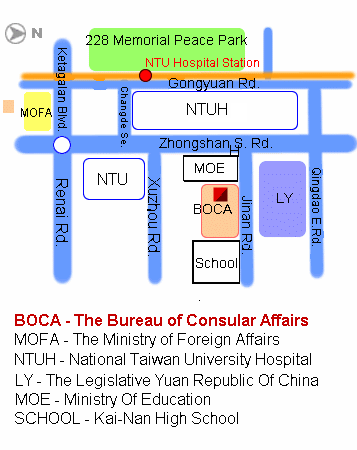 N
228 Memorial Peace Park
NTU Hospital Station
Gongyuan Rd.
Ketagalan Blvd.
MOFA
Changde Se.
NTUH
Zhongshan S. Rd.
MOE
NTU
BOCA
LY
Renai Rd.
Xuzhou Rd.
Jinan Rd.
Qingdao E.Rd.
School
BOCA - The Bureau of Consular Affairs
MOFA - The Ministry of Foreign Affairs
NTUH - National Taiwan University Hospital
LY - The Legislative Yuan Republic Of China
MOE - Ministry Of Education
SCHOOL - Kai-Nan High School